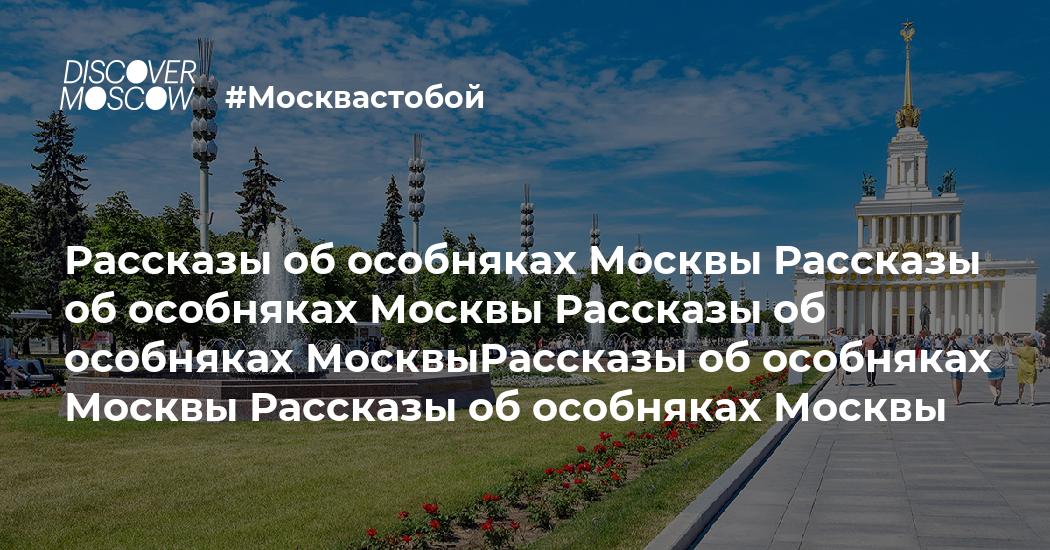 DISCOVER
MOSCOW
#Москвастобой
Рассказы об особняках Москвы Рассказы
об особняках Москвы Рассказы об
особняках МосквыРассказы об особняках
Москвы Рассказы об особняках Москвы